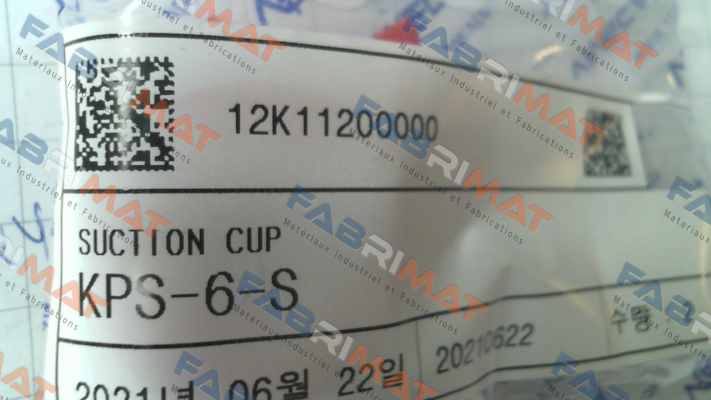 12K11200000
SUCTION CUP
KPS-6-S
2021년 06월 22일
20210622
수량
FABRIMAT
Matériaux Industriel et Fabrications